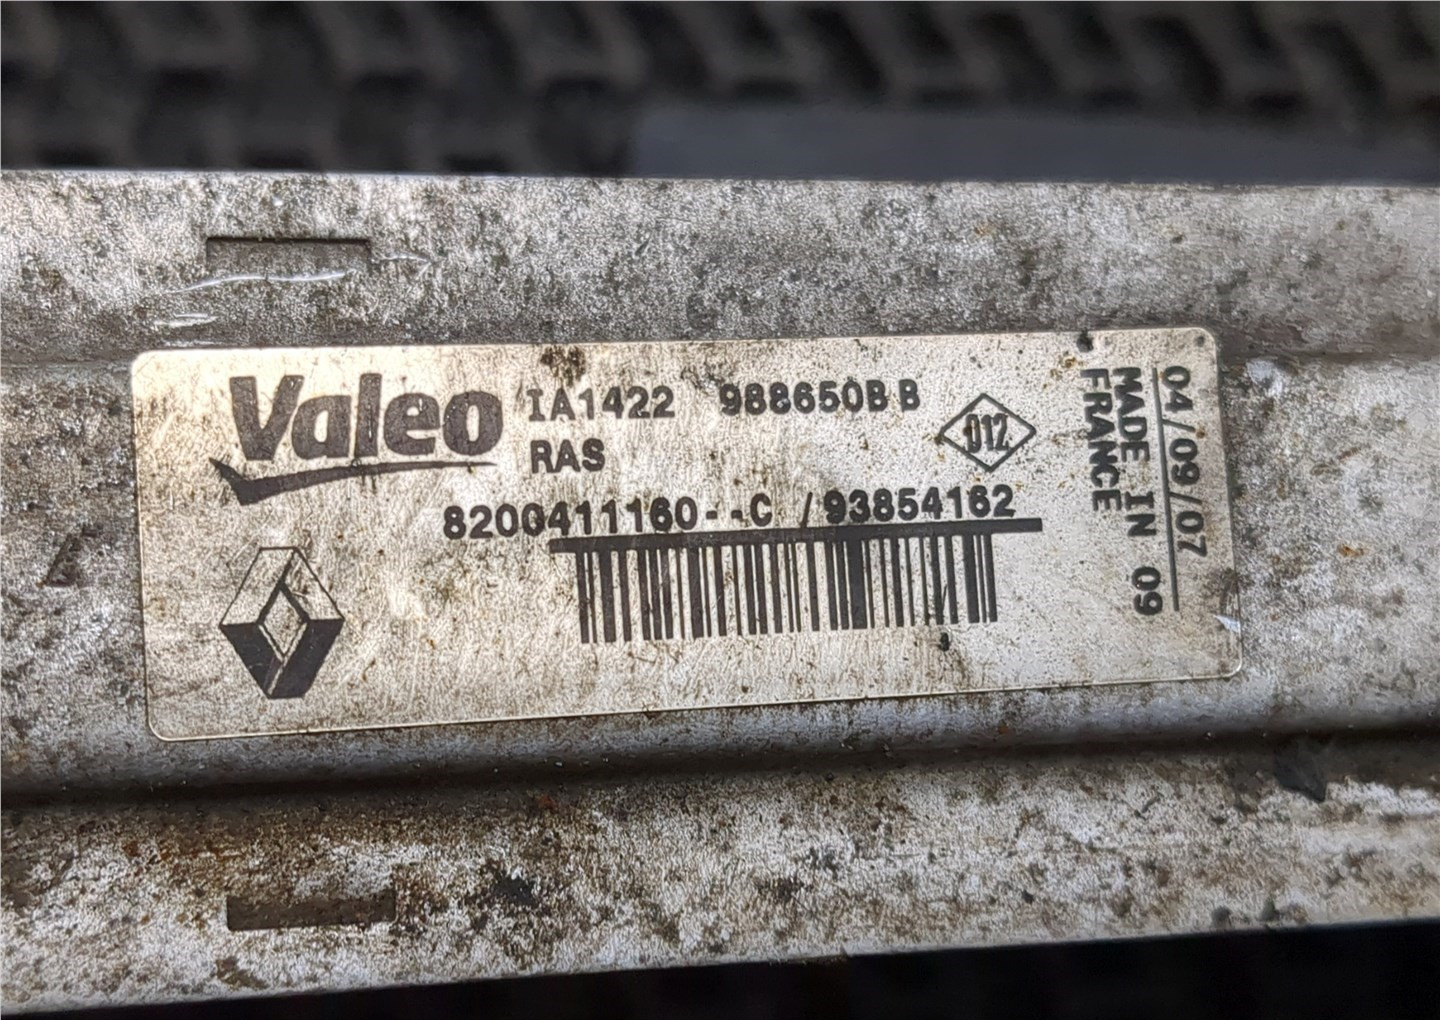 Valeo
IA1422 988650B B
RAS
D12
8200411160--C /93854162
04/09/07
MADE IN 09
FRANCE